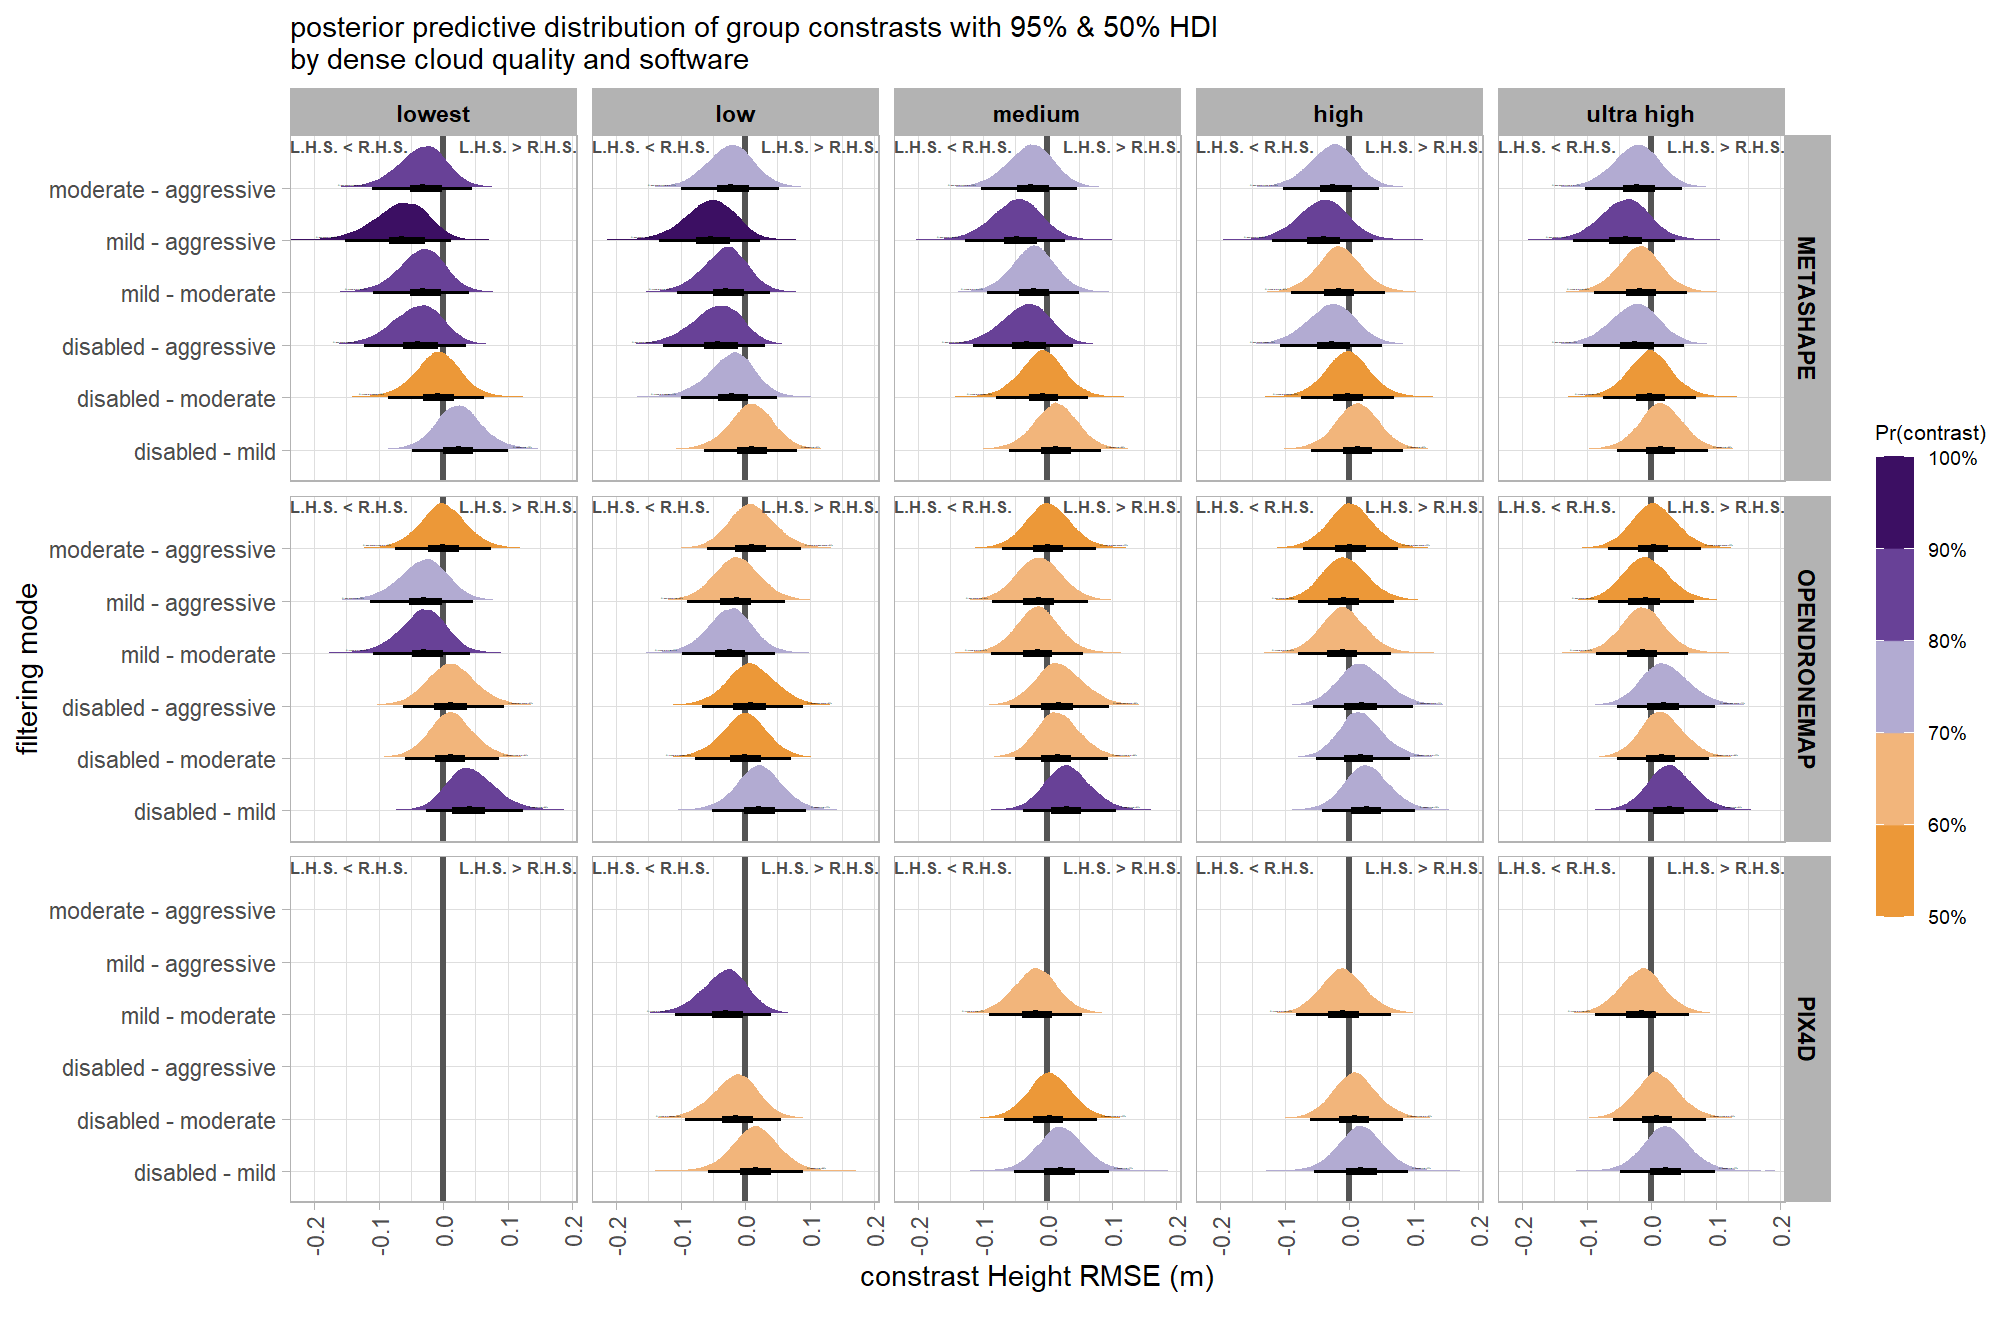 posterior predictive distribution of group constrasts with 95% & 50% HDI
by dense cloud quality and software
lowest
low
medium
high
ultra high
L.H.S. < R.H.S. L.H.S. > R.H.S.
L.H.S. < R.H.S. L.H.S. > R.H.S.
L.H.S. < R.H.S. L.H.S. > R.H.S.
L.H.S. < R.H.S. L.H.S. > R.H.S.
L.H.S. < R.H.S. L.H.S. > R.H.S.
moderate - aggressive
mild - aggressive
mild - moderate
disabled - aggressive
disabled - moderate
disabled - mild
METASHAPE
L.H.S. < R.H.S. L.H.S. > R.H.S.
L.H.S. < R.H.S. L.H.S. > R.H.S.
L.H.S. < R.H.S. L.H.S. > R.H.S.
L.H.S. < R.H.S. L.H.S. > R.H.S.
L.H.S. < R.H.S. L.H.S. > R.H.S.
moderate - aggressive
mild - aggressive
mild - moderate
disabled - aggressive
disabled - moderate
disabled - mild
OPENDRONEMAP
L.H.S. < R.H.S. L.H.S. > R.H.S.
L.H.S. < R.H.S. L.H.S. > R.H.S.
L.H.S. < R.H.S. L.H.S. > R.H.S.
L.H.S. < R.H.S. L.H.S. > R.H.S.
L.H.S. < R.H.S. L.H.S. > R.H.S.
moderate - aggressive
mild - aggressive
mild - moderate
disabled - aggressive
disabled - moderate
disabled - mild
PIX4D
filtering mode
-0.2 -0.1 0.0 0.1 0.2
-0.2 -0.1 0.0 0.1 0.2
-0.2 -0.1 0.0 0.1 0.2
-0.2 -0.1 0.0 0.1 0.2
-0.2 -0.1 0.0 0.1 0.2
constrast Height RMSE (m)
Pr(contrast)
100%
90%
80%
70%
60%
50%